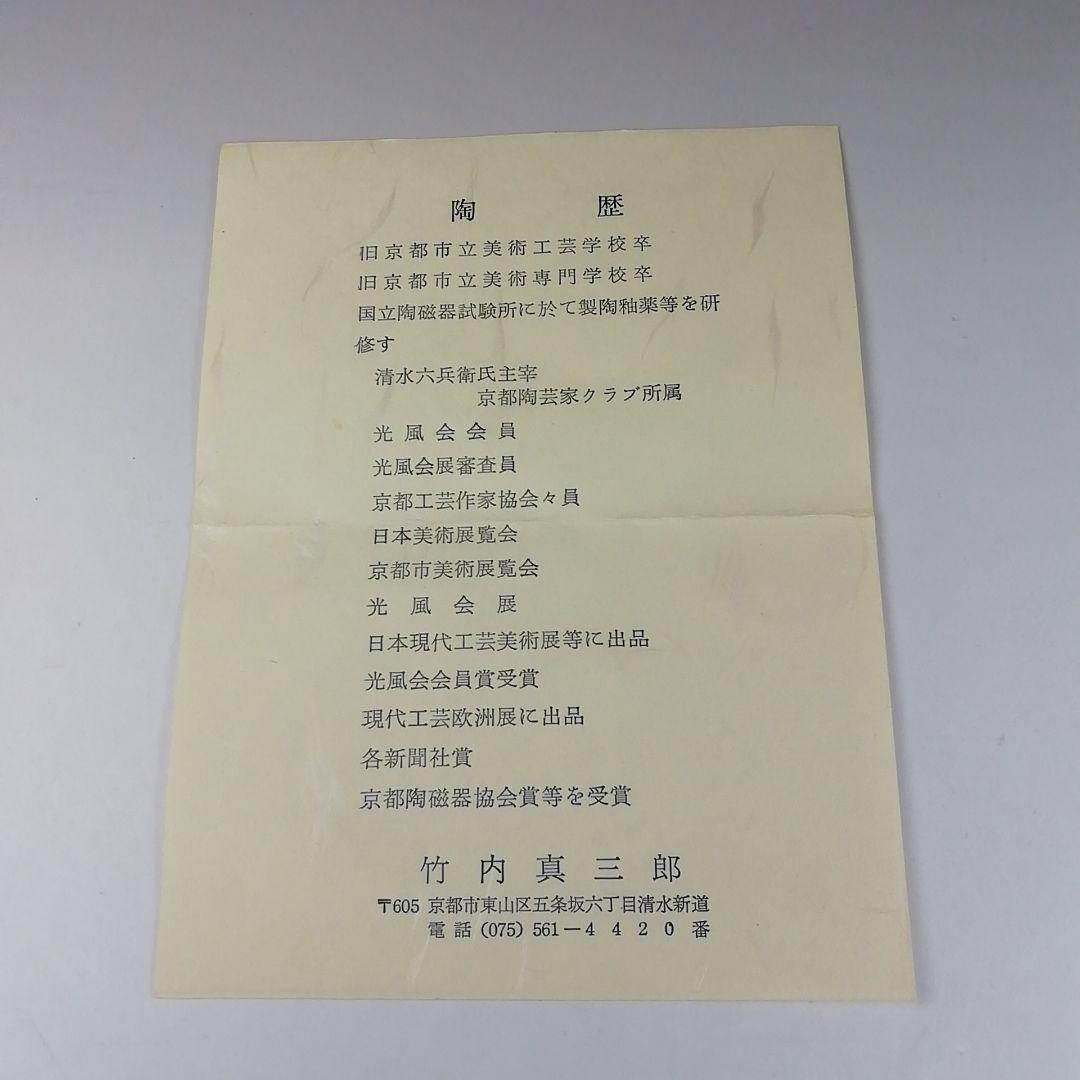 陶歴
旧京都市立美術工芸学校卒
旧京都市立美術専門学校卒
国立陶磁器試験所に於て製陶釉薬等を研
修す
清水六兵衛氏主宰
京都陶芸家クラブ所属
光風会会員
光風会展審査員
京都工芸作家協会々員
日本美術展覧会
京都市美術展覧会
光風会展
日本現代工芸美術展等に出品
光風会会員賞受賞
現代工芸欧洲展に出品
各新聞社賞
京都陶磁器協会賞等を受賞
竹内真三郎
〒605 京都市東山区五条坂六丁目清水新道
電話 (075) 561-4420番